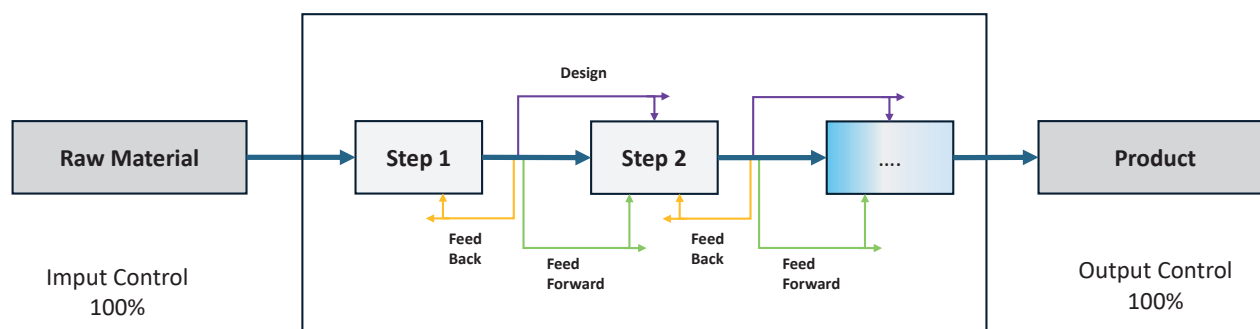 Design
Raw Material
Step 1
Step 2
....
Product
Feed
Back
Feed
Forward
Feed
Back
Feed
Forward
Imput Control
100%
Output Control
100%